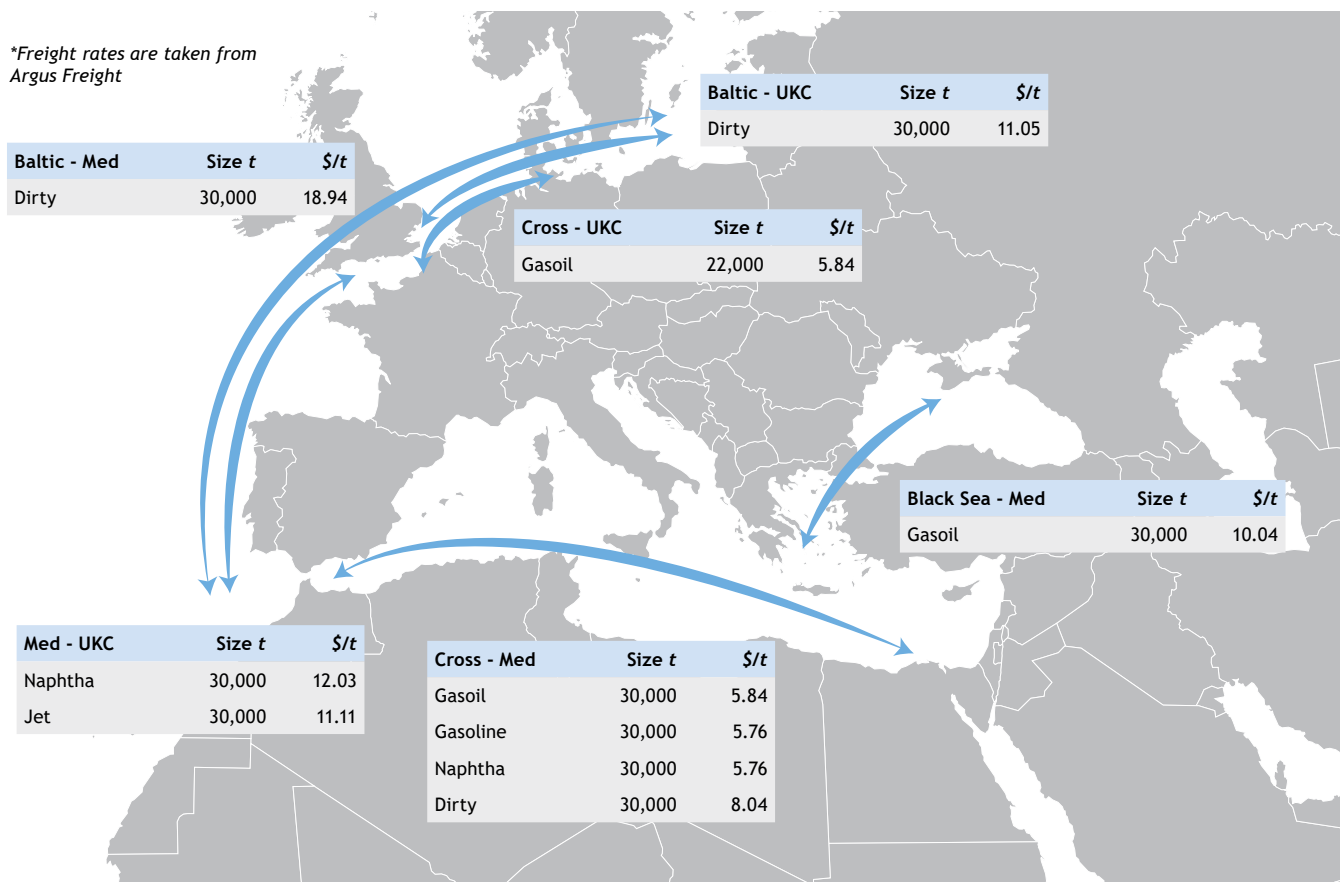 *Freight rates are taken from
Argus Freight
Baltic - UKC Size t $/t
Dirty 30,000 11.05
Baltic - Med Size t $/t
Dirty 30,000 18.94
Cross - UKC Size t $/t
Gasoil 22,000 5.84
Black Sea - Med Size t $/t
Gasoil 30,000 10.04
Med - UKC Size t $/t
Naphtha 30,000 12.03
Jet 30,000 11.11
Cross - Med Size t $/t
Gasoil 30,000 5.84
Gasoline 30,000 5.76
Naphtha 30,000 5.76
Dirty 30,000 8.04